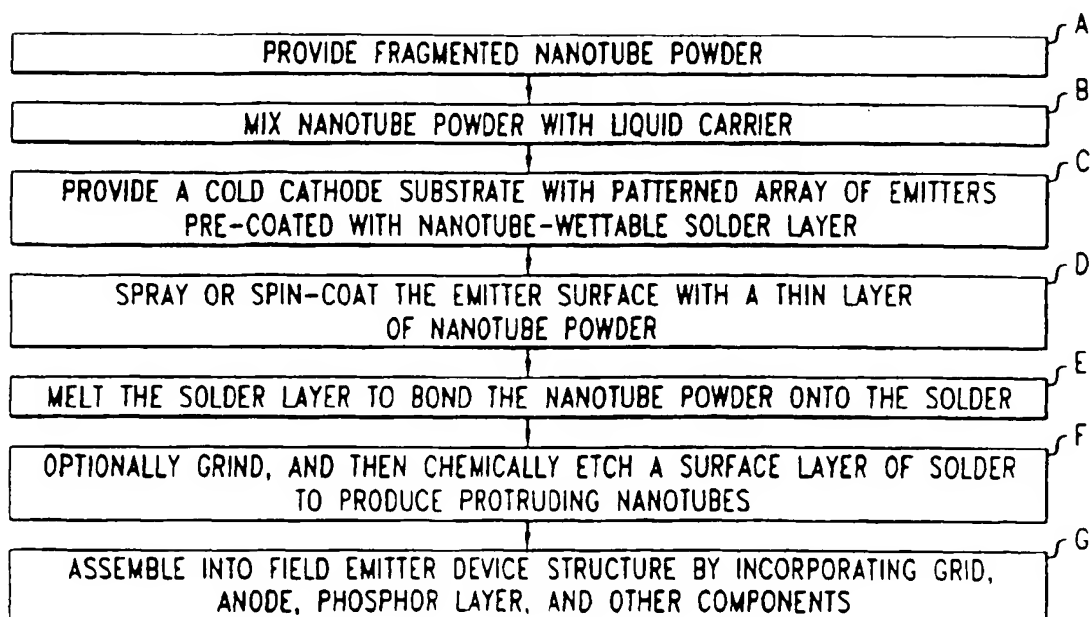 A
PROVIDE FRAGMENTED NANOTUBE POWDER
B
MIX NANOTUBE POWDER WITH LIQUID CARRIER
C
PROVIDE A COLD CATHODE SUBSTRATE WITH PATTERNED ARRAY OF EMITTERS
PRE-COATED WITH NANOTUBE-WETTABLE SOLDER LAYER
D
SPRAY OR SPIN-COAT THE EMITTER SURFACE WITH A THIN LAYER
OF NANOTUBE POWDER
E
MELT THE SOLDER LAYER TO BOND THE NANOTUBE POWDER ONTO THE SOLDER
F
OPTIONALLY GRIND, AND THEN CHEMICALLY ETCH A SURFACE LAYER OF SOLDER
TO PRODUCE PROTRUDING NANOTUBES
G
ASSEMBLE INTO FIELD EMITTER DEVICE STRUCTURE BY INCORPORATING GRID,
ANODE, PHOSPHOR LAYER, AND OTHER COMPONENTS